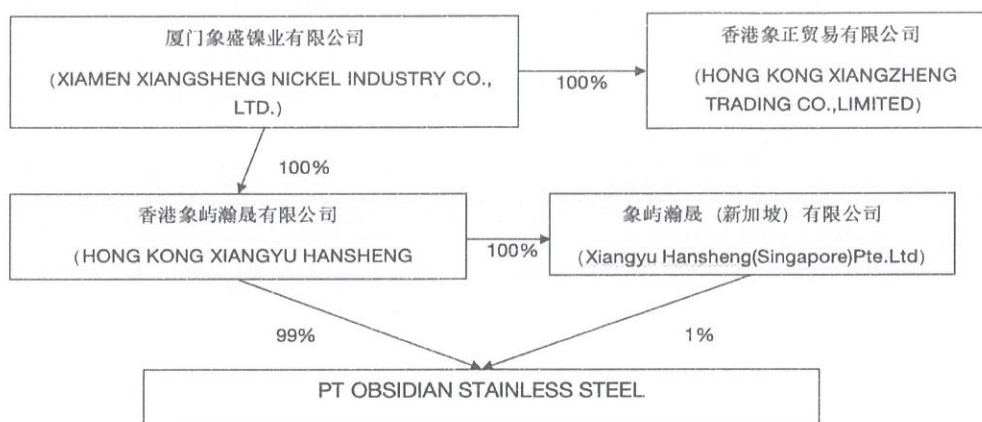 厦门象盛镍业有限公司
(XIAMEN XIANGSHENG NICKEL INDUSTRY CO.,
LTD.)
100%
香港象正贸易有限公司
(HONG KONG XIANGZHENG
TRADING CO.,LIMITED)
100%
香港象屿瀚晟有限公司
(HONG KONG XIANGYU HANSHENG
100%
象屿瀚晟（新加坡）有限公司
(Xiangyu Hansheng(Singapore)Pte.Ltd)
99%
1%
PT OBSIDIAN STAINLESS STEEL